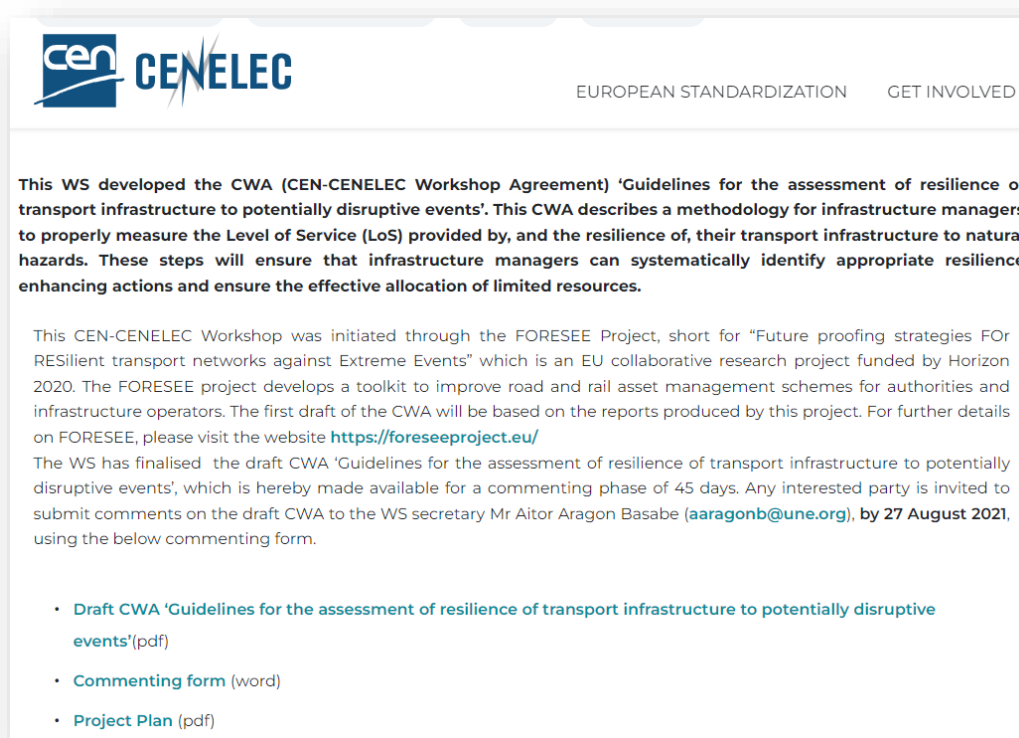 cen CENELEC
EUROPEAN STANDARDIZATION GET INVOLVED
This WS developed the CWA (CEN-CENELEC Workshop Agreement) ‘Guidelines for the assessment of resilience o
transport infrastructure to potentially disruptive events’. This CWA describes a methodology for infrastructure managers
to properly measure the Level of Service (LoS) provided by, and the resilience of, their transport infrastructure to natura
hazards. These steps will ensure that infrastructure managers can systematically identify appropriate resilience
enhancing actions and ensure the effective allocation of limited resources.
This CEN-CENELEC Workshop was initiated through the FORESEE Project, short for “Future proofing strategies FOr
RESilient transport networks against Extreme Events” which is an EU collaborative research project funded by Horizon
2020. The FORESEE project develops a toolkit to improve road and rail asset management schemes for authorities and
infrastructure operators. The first draft of the CWA will be based on the reports produced by this project. For further details
on FORESEE, please visit the website https://foreseeproject.eu/
The WS has finalised the draft CWA ‘Guidelines for the assessment of resilience of transport infrastructure to potentially
disruptive events’, which is hereby made available for a commenting phase of 45 days. Any interested party is invited to
submit comments on the draft CWA to the WS secretary Mr Aitor Aragon Basabe (aaragonb@une.org), by 27 August 2021,
using the below commenting form.
• Draft CWA ‘Guidelines for the assessment of resilience of transport infrastructure to potentially disruptive
events’(pdf)
• Commenting form (word)
• Project Plan (pdf)